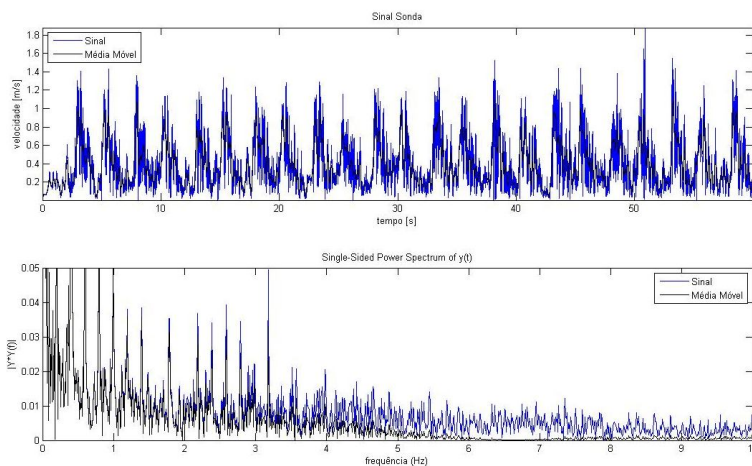 Sinal Sonda
1.8
1.6
1.4
1.2
1
0.8
0.6
0.4
0.2
velocidade [m/s]
Sinal
Média Móvel
0 10 20 30 40 50
tempo [s]
Single-Sided Power Spectrum of y(t)
0.05
0.04
0.03
0.02
0.01
0
|Y*Y(f)|
Sinal
Média Móvel
0 1 2 3 4 5 6 7 8 9 10
frequência (Hz)